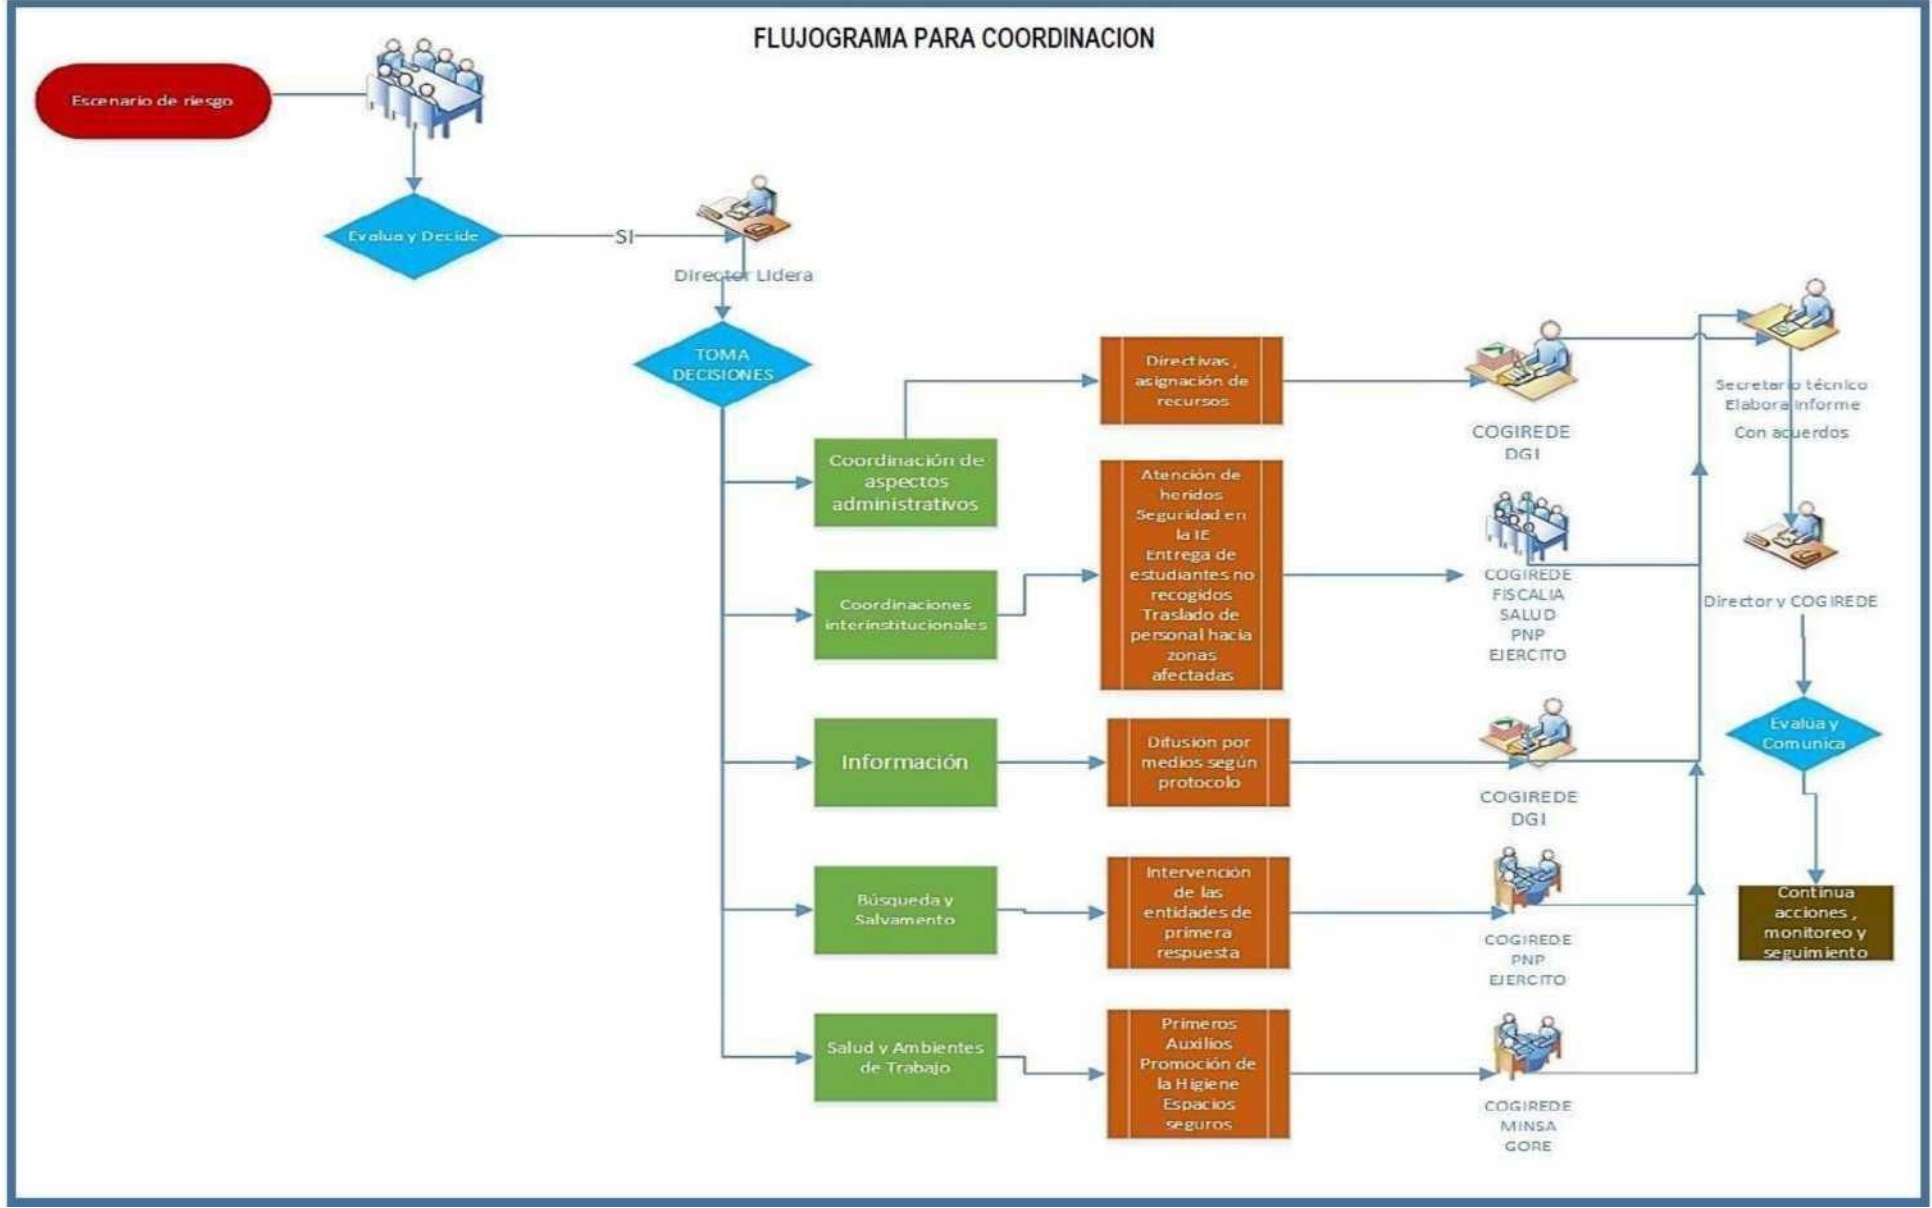 FLUJOGRAMA PARA COORDINACION
Escenario de riesgo
Evalua y Decide
SI
Director Lidera
TOMA
DECISIONES
Coordinación de
aspectos
administrativos
Directivas ,
asignación de
recursos
COGIREDE
DGI
Coordinaciones
interinstitucionales
Atención de
heridos
Seguridad en
la IE
Entrega de
estudiantes no
recogidos
Traslado de
personal hacia
zonas
afectadas
COGIREDE
FISCALIA
SALUD
PNP
EJERCITO
Información
Difusión por
medios según
protocolo
COGIREDE
DGI
Búsqueda y
Salvamento
Intervención
de las
entidades de
primera
respuesta
COGIREDE
PNP
EJERCITO
Salud y Ambientes
de Trabajo
Primeros
Auxilios
Promoción de
la Higiene
Espacios
seguros
COGIREDE
MINSA
GORE
Secretario técnico
Elabora informe
Con acuerdos
Director y COGIREDE
Evalúa y
Comunica
Continua
acciones ,
monitoreo y
seguimiento